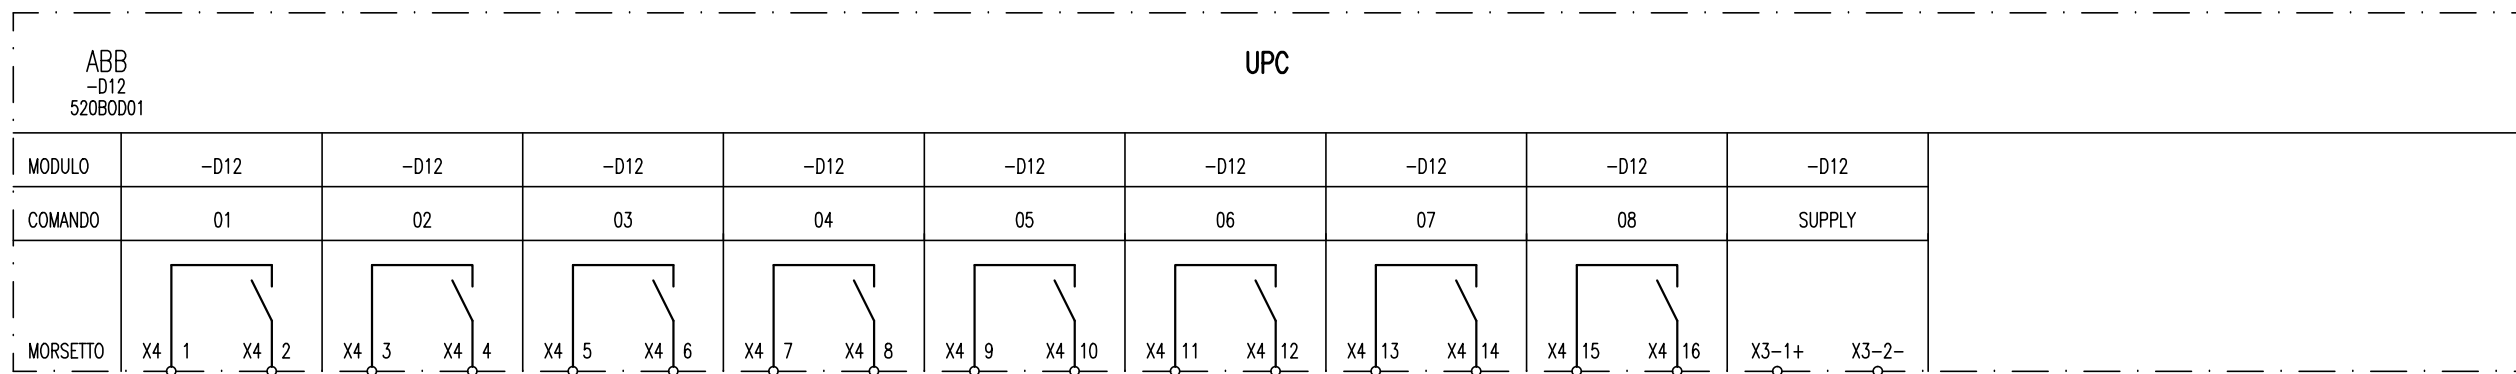 UPC
ABB
-D12
520BOD01
MODULO -D12 -D12 -D12 -D12 -D12 -D12 -D12 -D12 -D12
COMANDO 01 02 03 04 05 06 07 08 SUPPLY
MORSETTO X4 1 X4 2 X4 3 X4 4 X4 5 X4 6 X4 7 X4 8 X4 9 X4 10 X4 11 X4 12 X4 13 X4 14 X4 15 X4 16 X3-1+ X3-2-